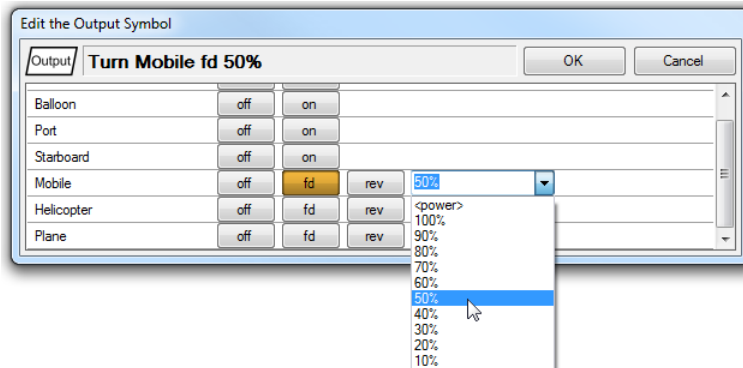 Edit the Output Symbol
Output Turn Mobile fd 50% OK Cancel
Balloon off on
Port off on
Starboard off on
Mobile off fd rev 50%
Helicopter off fd rev
Plane off fd rev
<power>
100%
90%
80%
70%
60%
50%
40%
30%
20%
10%